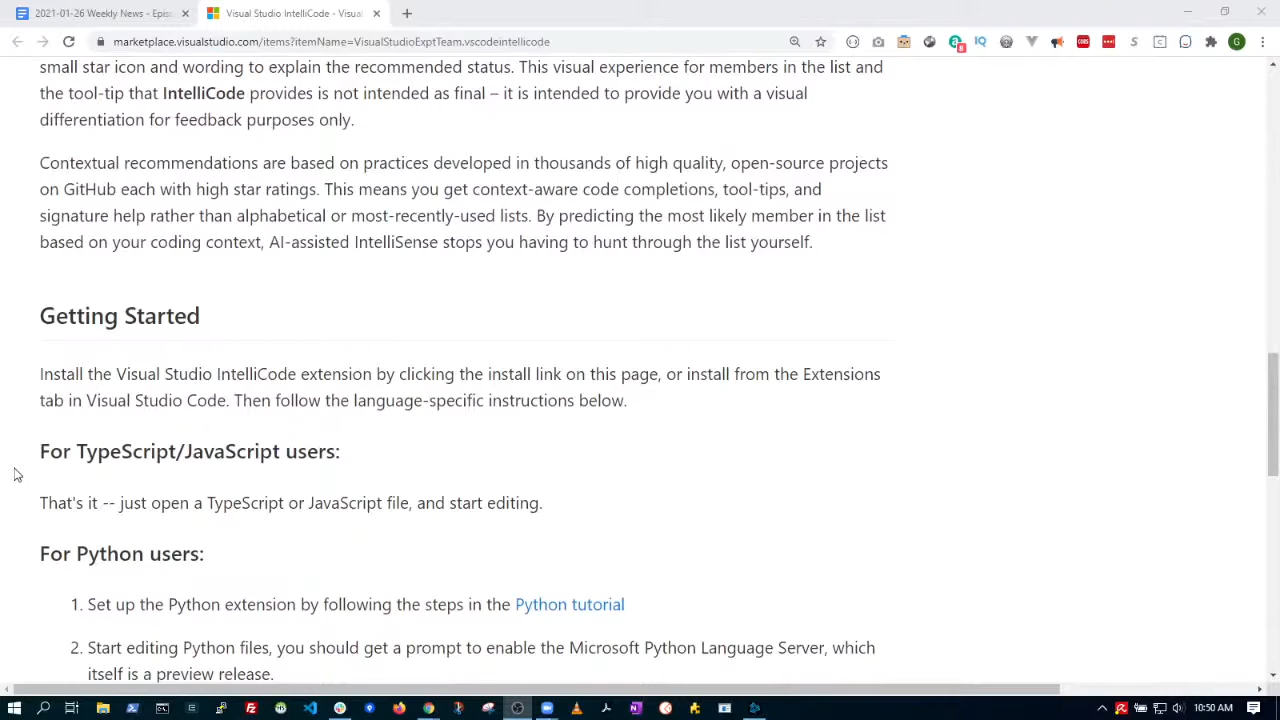 2021-01-26 Weekly News - Epis
Visual Studio IntelliCode - Visua
marketplace.visualstudio.com/items?itemName=VisualStudioExptTeam.vscodeintellicode
small star icon and wording to explain the recommended status. This visual experience for members in the list and
the tool-tip that IntelliCode provides is not intended as final – it is intended to provide you with a visual
differentiation for feedback purposes only.
Contextual recommendations are based on practices developed in thousands of high quality, open-source projects
on GitHub each with high star ratings. This means you get context-aware code completions, tool-tips, and
signature help rather than alphabetical or most-recently-used lists. By predicting the most likely member in the list
based on your coding context, AI-assisted IntelliSense stops you having to hunt through the list yourself.
Getting Started
Install the Visual Studio IntelliCode extension by clicking the install link on this page, or install from the Extensions
tab in Visual Studio Code. Then follow the language-specific instructions below.
For TypeScript/JavaScript users:
That's it -- just open a TypeScript or JavaScript file, and start editing.
For Python users:
1. Set up the Python extension by following the steps in the Python tutorial
2. Start editing Python files, you should get a prompt to enable the Microsoft Python Language Server, which
itself is a preview release.
10:50 AM